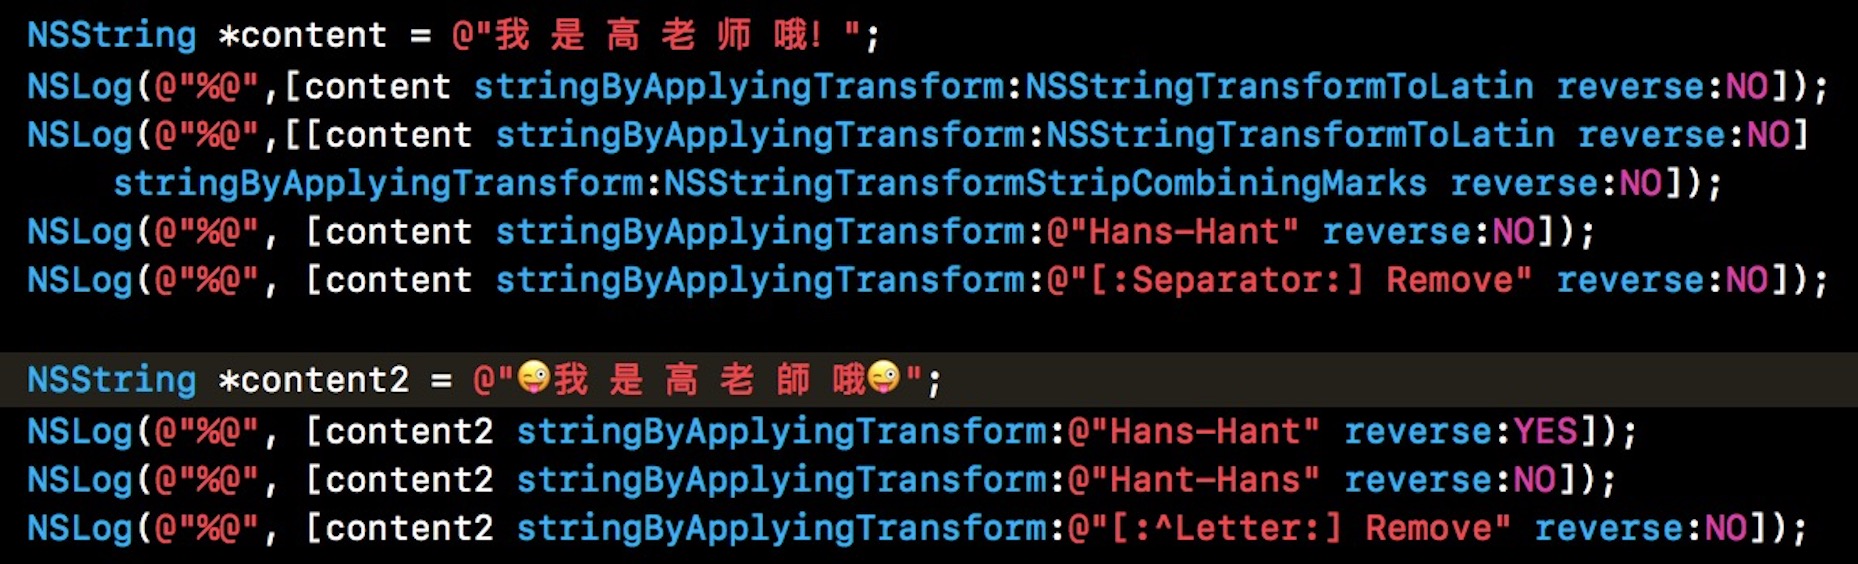 NSString *content = @"我 是 高 老 师 哦! ";
NSLog(@"%@",[content stringByApplyingTransform:NSStringTransformToLatin reverse:NO]);
NSLog(@"%@",[[content stringByApplyingTransform:NSStringTransformToLatin reverse:NO]
stringByApplyingTransform:NSStringTransformStripCombiningMarks reverse:NO]);
NSLog(@"%@", [content stringByApplyingTransform:@"Hans-Hant" reverse:NO]);
NSLog(@"%@", [content stringByApplyingTransform:@"[:Separator:] Remove" reverse:NO]);
NSString *content2 = @"😜我 是 高 老 師 哦😜";
NSLog(@"%@", [content2 stringByApplyingTransform:@"Hans-Hant" reverse:YES]);
NSLog(@"%@", [content2 stringByApplyingTransform:@"Hant-Hans" reverse:NO]);
NSLog(@"%@", [content2 stringByApplyingTransform:@"[:^Letter:] Remove" reverse:NO]);